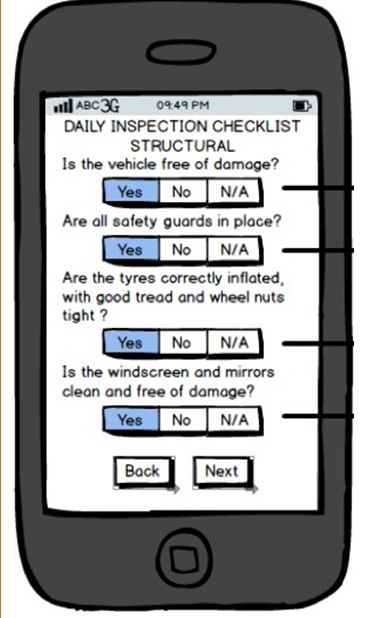 ABC 3G 09:49 PM
DAILY INSPECTION CHECKLIST
STRUCTURAL
Is the vehicle free of damage?
Yes No N/A
Are all safety guards in place?
Yes No N/A
Are the tyres correctly inflated,
with good tread and wheel nuts
tight ?
Yes No N/A
Is the windscreen and mirrors
clean and free of damage?
Yes No N/A
Back Next